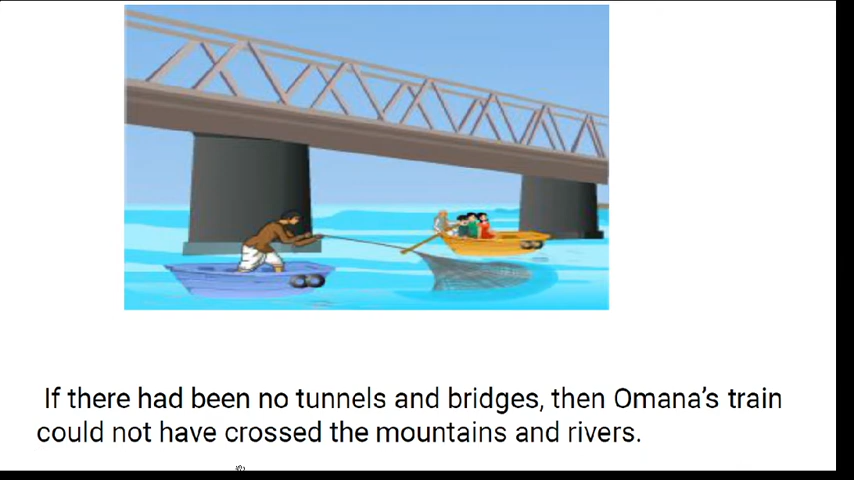 If there had been no tunnels and bridges, then Omana’s train
could not have crossed the mountains and rivers.